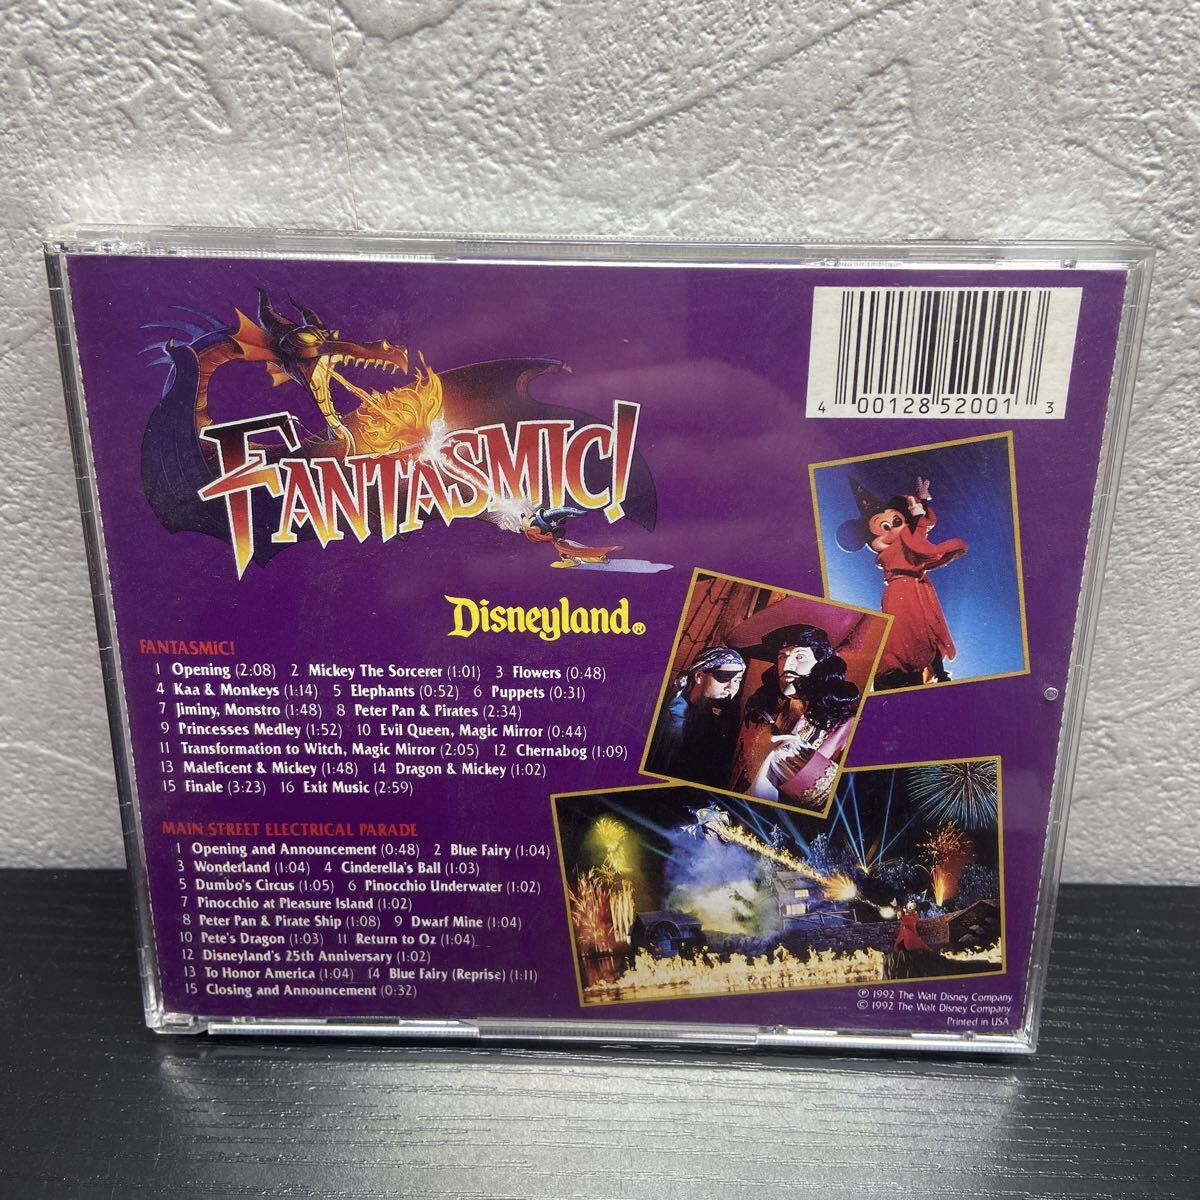 FANTASMIC!
4 00128 52001 3
Disneyland®
FANTASMIC!
1 Opening (2:08) 2 Mickey The Sorcerer (1:01) 3 Flowers (0:48)
4 Kaa & Monkeys (1:14) 5 Elephants (0:52) 6 Puppets (0:31)
7 Jiminy, Monstro (1:48) 8 Peter Pan & Pirates (2:34)
9 Princesses Medley (1:52) 10 Evil Queen, Magic Mirror (0:44)
11 Transformation to Witch, Magic Mirror (2:05) 12 Chernabog (1:09)
13 Maleficent & Mickey (1:48) 14 Dragon & Mickey (1:02)
15 Finale (3:23) 16 Exit Music (2:59)
MAIN STREET ELECTRICAL PARADE
1 Opening and Announcement (0:48) 2 Blue Fairy (1:04)
3 Wonderland (1:04) 4 Cinderella's Ball (1:03)
5 Dumbo's Circus (1:05) 6 Pinocchio Underwater (1:02)
7 Pinocchio at Pleasure Island (1:02)
8 Peter Pan & Pirate Ship (1:08) 9 Dwarf Mine (1:04)
10 Pete's Dragon (1:03) 11 Return to Oz (1:04)
12 Disneyland's 25th Anniversary (1:02)
13 To Honor America (1:04) 14 Blue Fairy (Reprise) (1:11)
15 Closing and Announcement (0:32)
℗ 1992 The Walt Disney Company
© 1992 The Walt Disney Company
Printed in USA